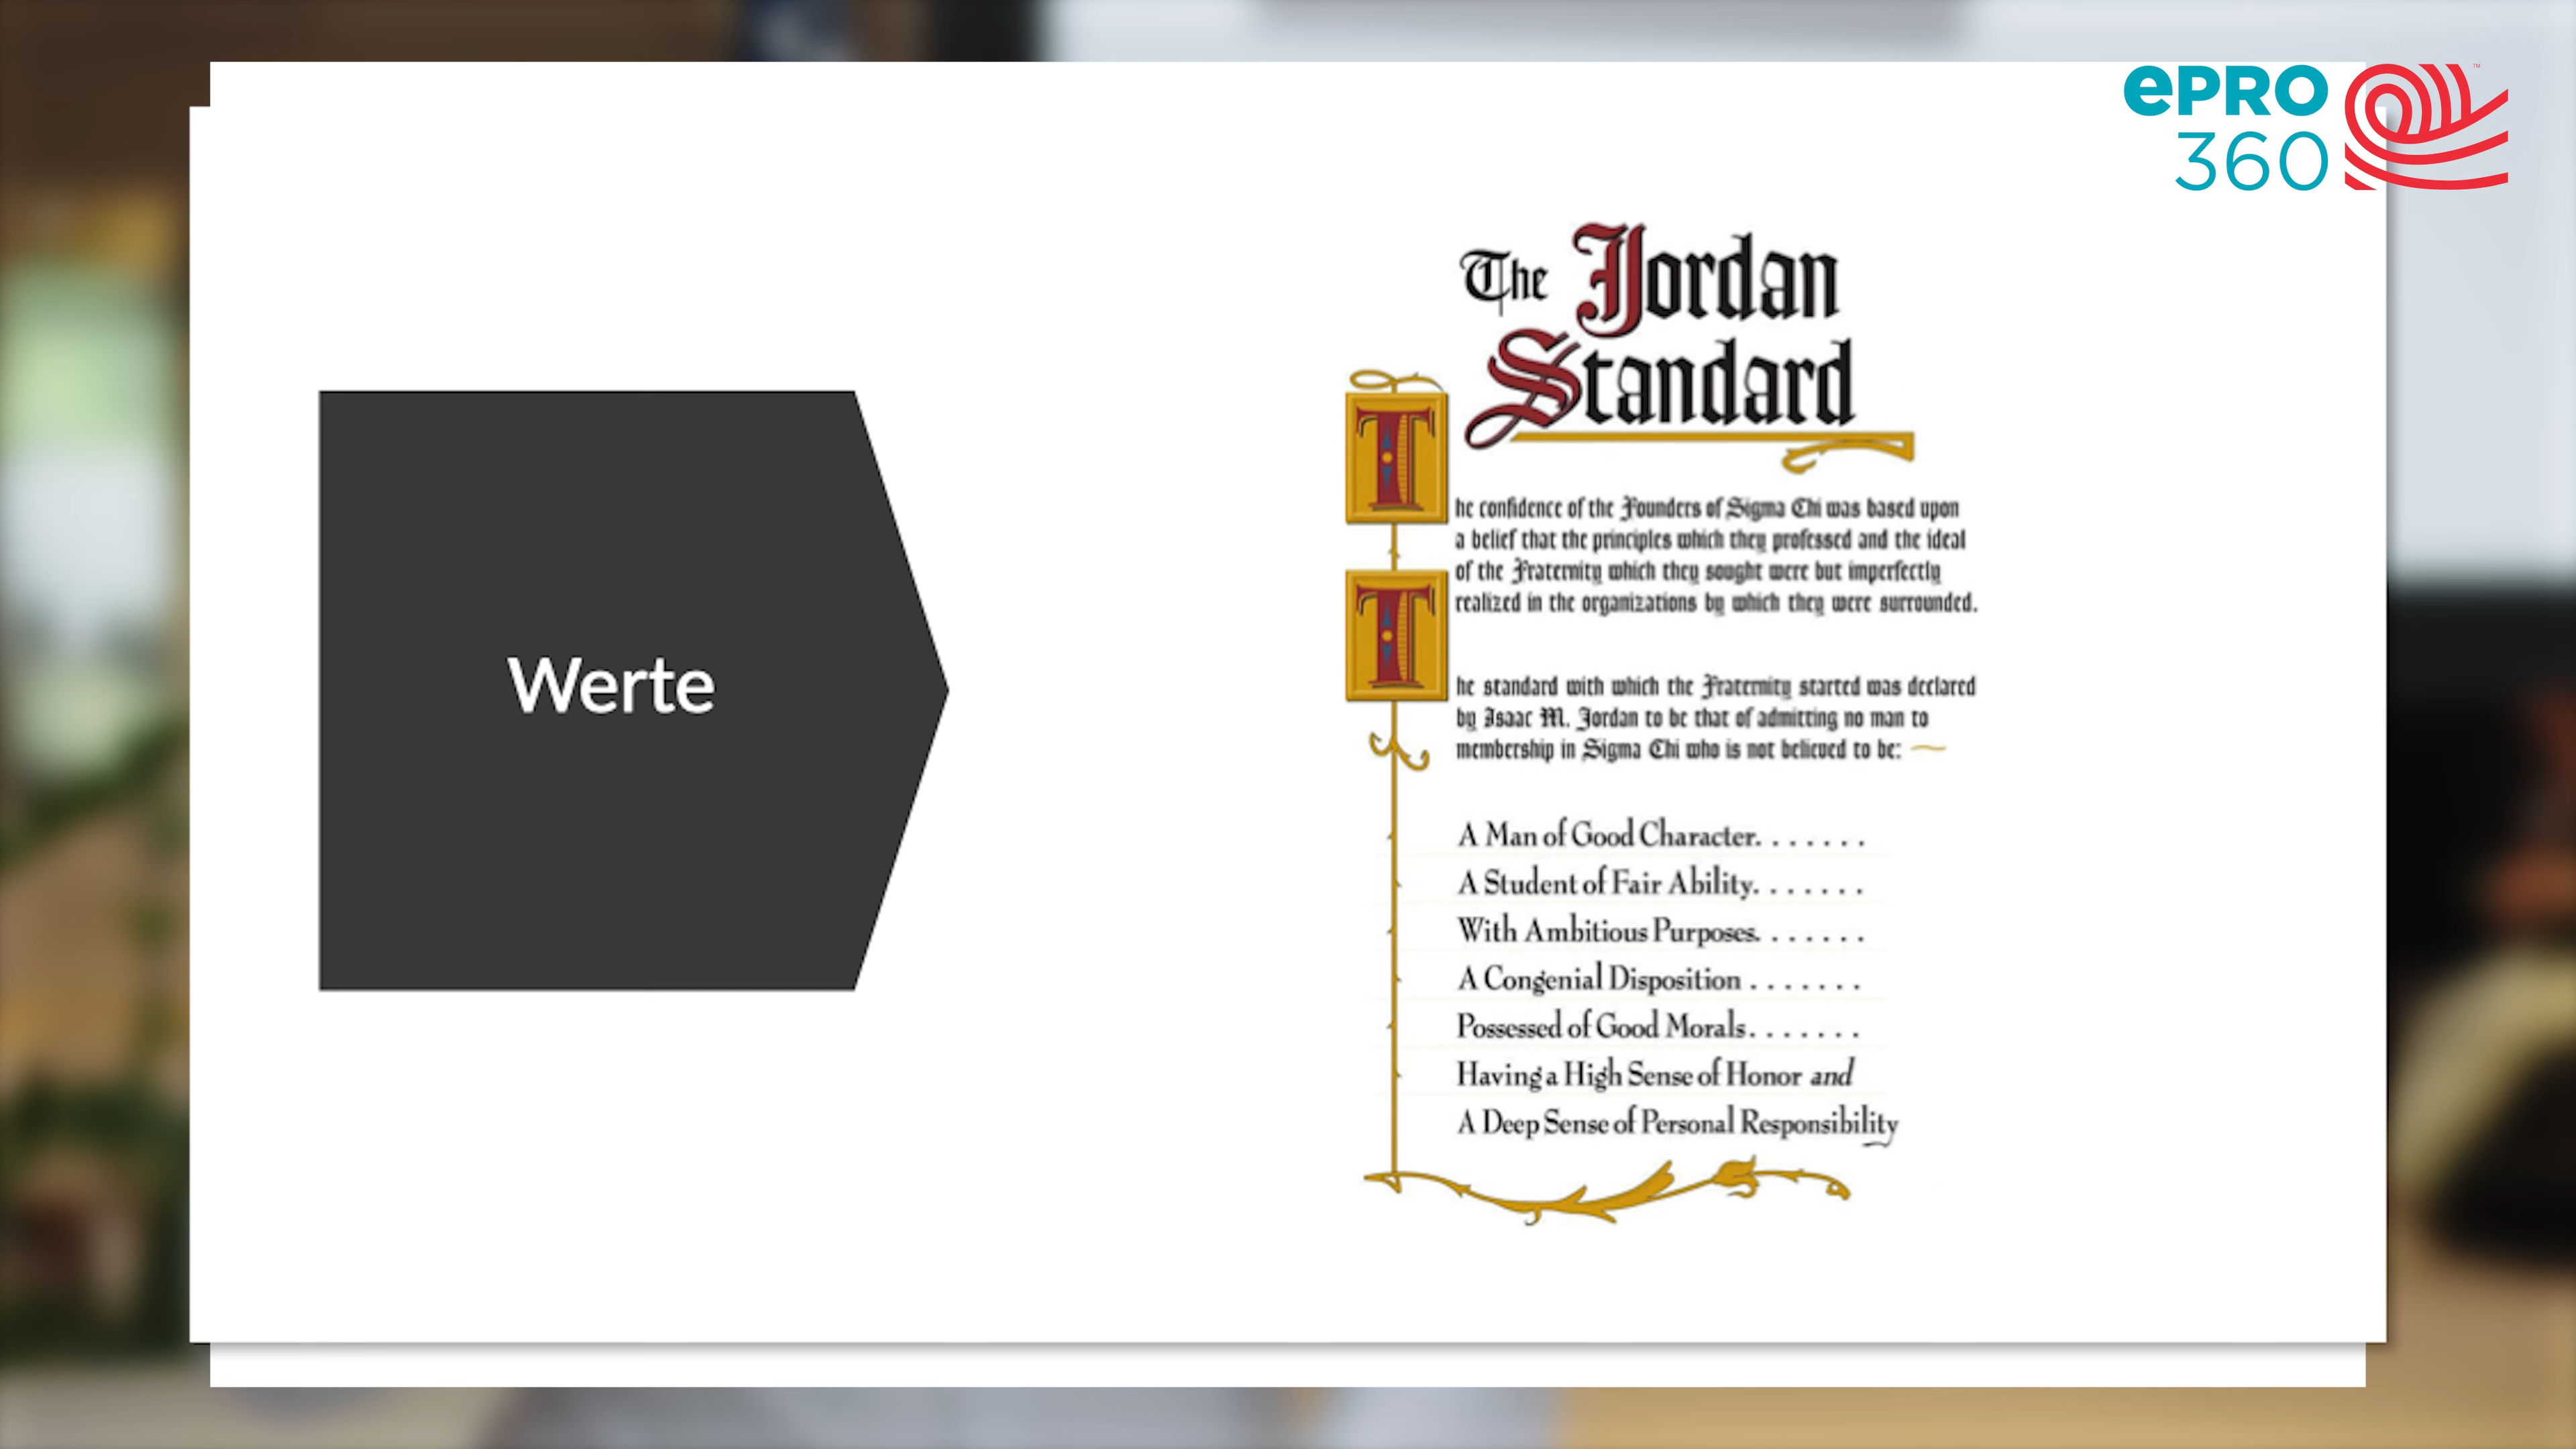 ePRO
360
TM
Werte
The Jordan
Standard
The confidence of the Founders of Sigma Chi was based upon
a belief that the principles which they professed and the ideal
of the Fraternity which they sought were but imperfectly
realized in the organizations by which they were surrounded.
The standard with which the Fraternity started was declared
by Isaac M. Jordan to be that of admitting no man to
membership in Sigma Chi who is not believed to be:
A Man of Good Character. . . . . . .
A Student of Fair Ability. . . . . . .
With Ambitious Purposes. . . . . . .
A Congenial Disposition . . . . . . .
Possessed of Good Morals. . . . . . .
Having a High Sense of Honor and
A Deep Sense of Personal Responsibility